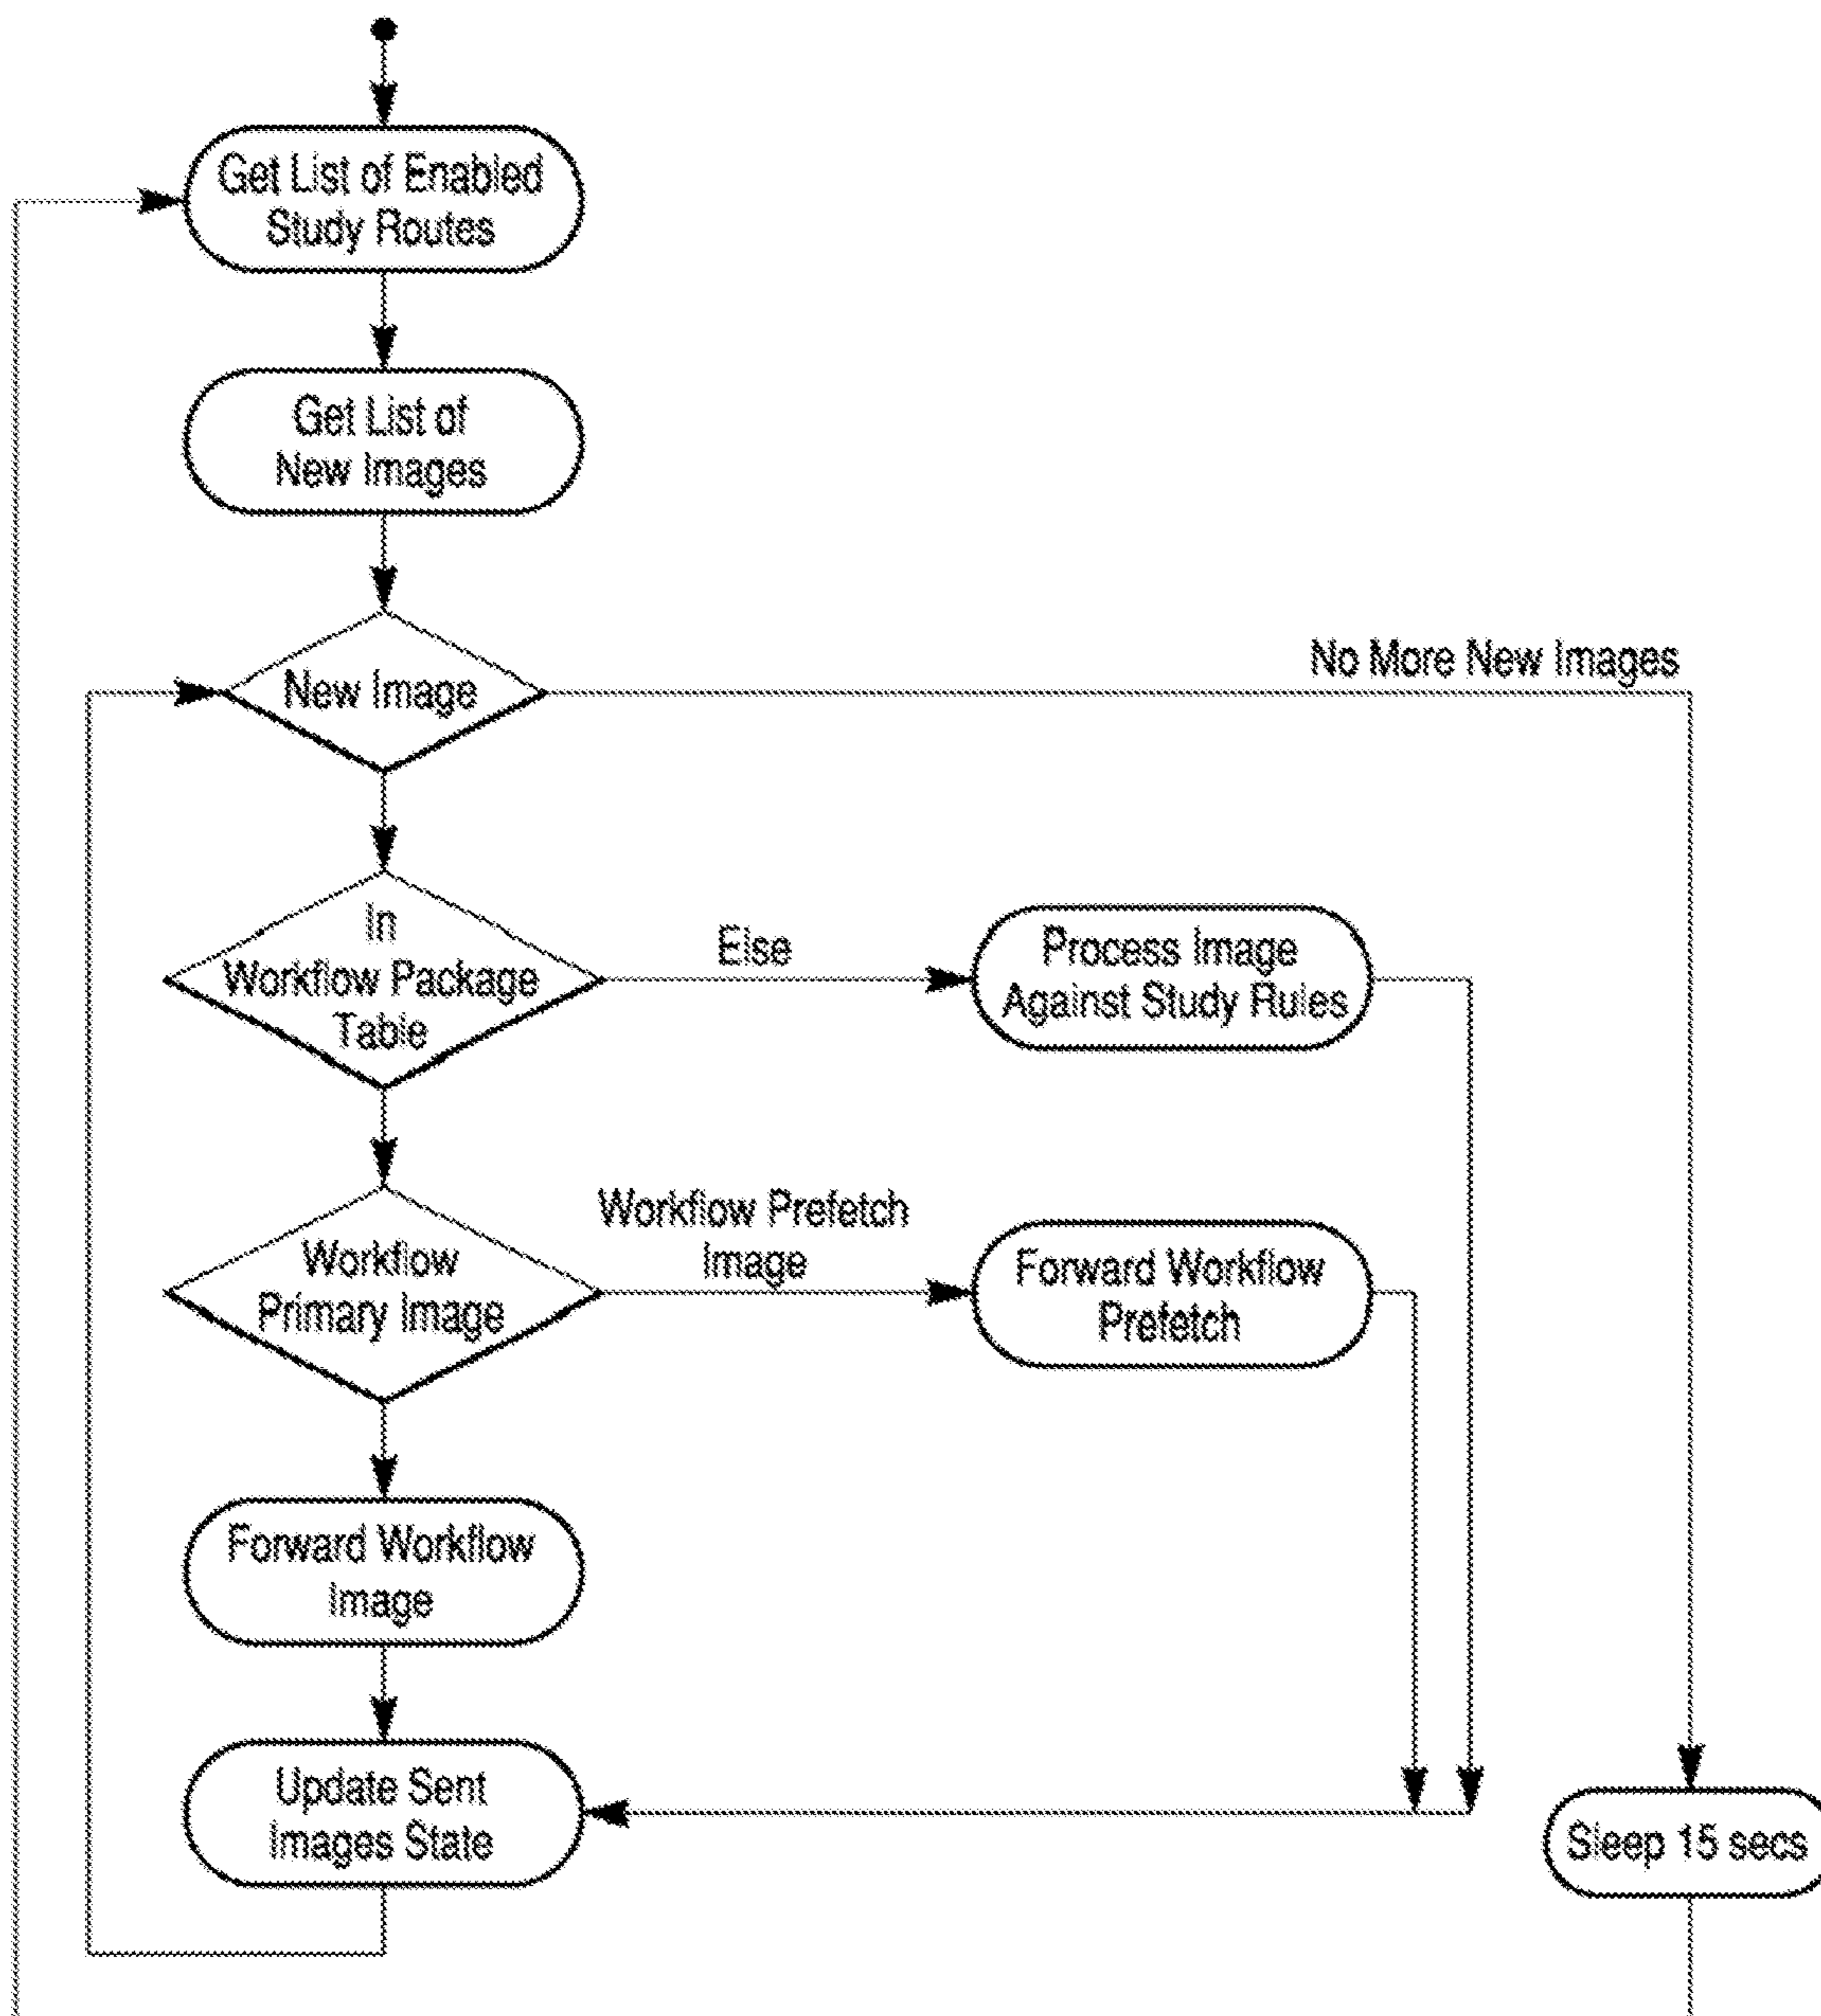 Get List of Enabled
Study Routes
Get List of
New Images
No More New Images
New Image
In
Workflow Package
Table
Else
Process Image
Against Study Rules
Workflow
Primary Image
Workflow Prefetch
Image
Forward Workflow
Prefetch
Forward Workflow
Image
Update Sent
Images State
Sleep 15 secs